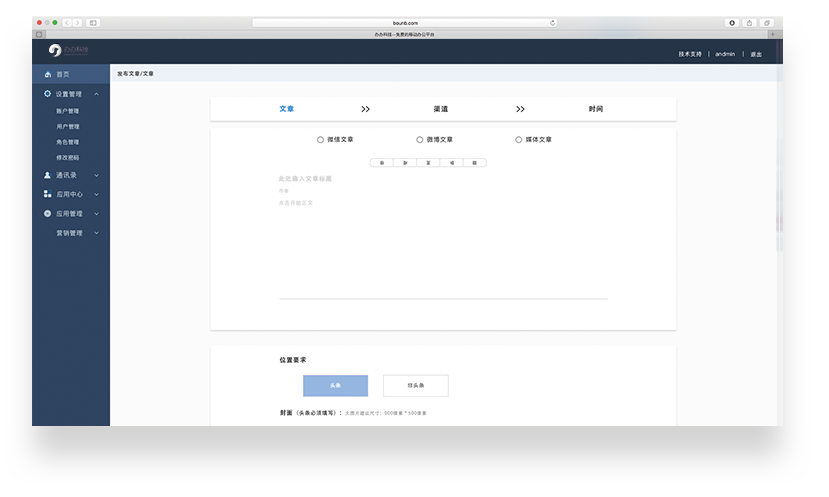 bounb.com
办办科技-免费的移动办公平台
办办科技
技术支持 | andmin | 退出
首页
发布文章/文章
设置管理
账户管理
用户管理
角色管理
修改密码
通讯录
应用中心
应用管理
营销管理
文章 >> 渠道 >> 时间
微信文章 微博文章 媒体文章
此处输入文章标题
作者
点击开始正文
位置要求
头条 非头条
封面（头条必须填写）：大图片建议尺寸：900像素*500像素